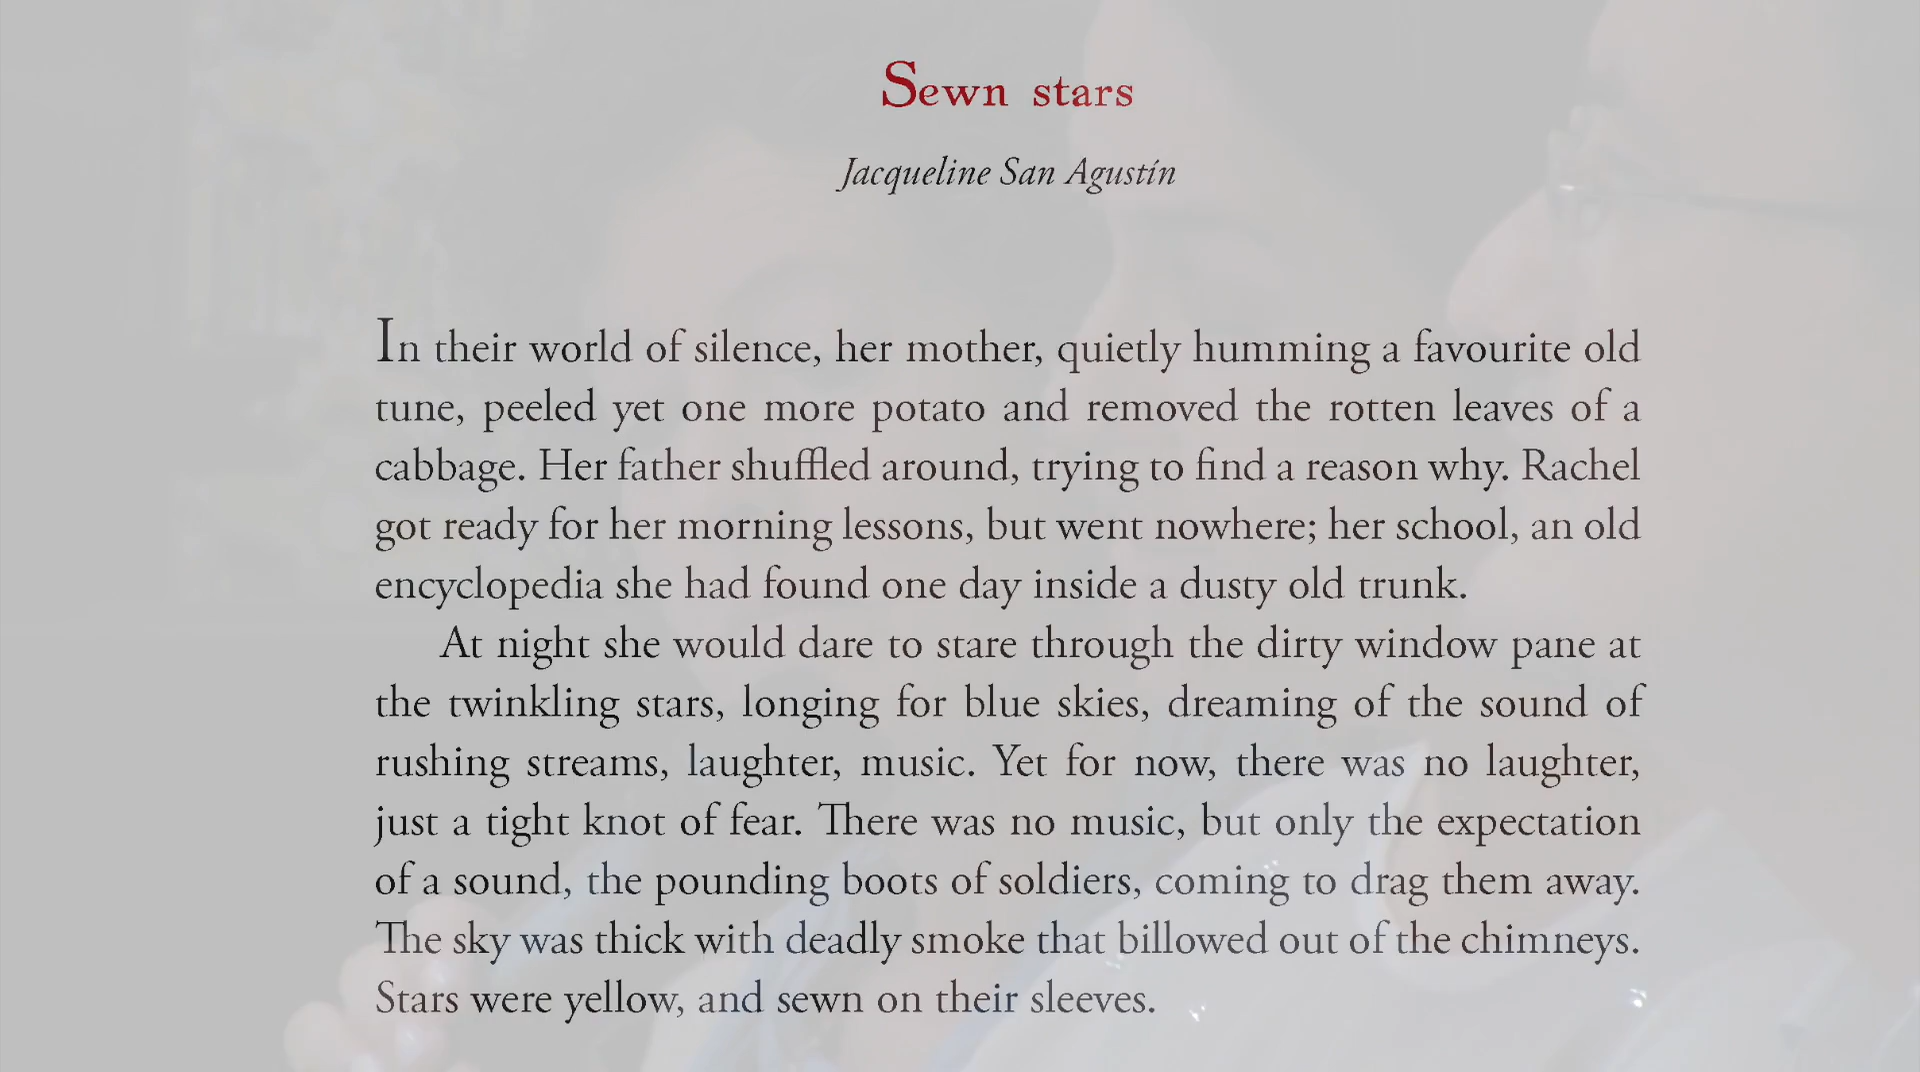 Sewn stars
Jacqueline San Agustín
In their world of silence, her mother, quietly humming a favourite old
tune, peeled yet one more potato and removed the rotten leaves of a
cabbage. Her father shuffled around, trying to find a reason why. Rachel
got ready for her morning lessons, but went nowhere; her school, an old
encyclopedia she had found one day inside a dusty old trunk.
At night she would dare to stare through the dirty window pane at
the twinkling stars, longing for blue skies, dreaming of the sound of
rushing streams, laughter, music. Yet for now, there was no laughter,
just a tight knot of fear. There was no music, but only the expectation
of a sound, the pounding boots of soldiers, coming to drag them away.
The sky was thick with deadly smoke that billowed out of the chimneys.
Stars were yellow, and sewn on their sleeves.